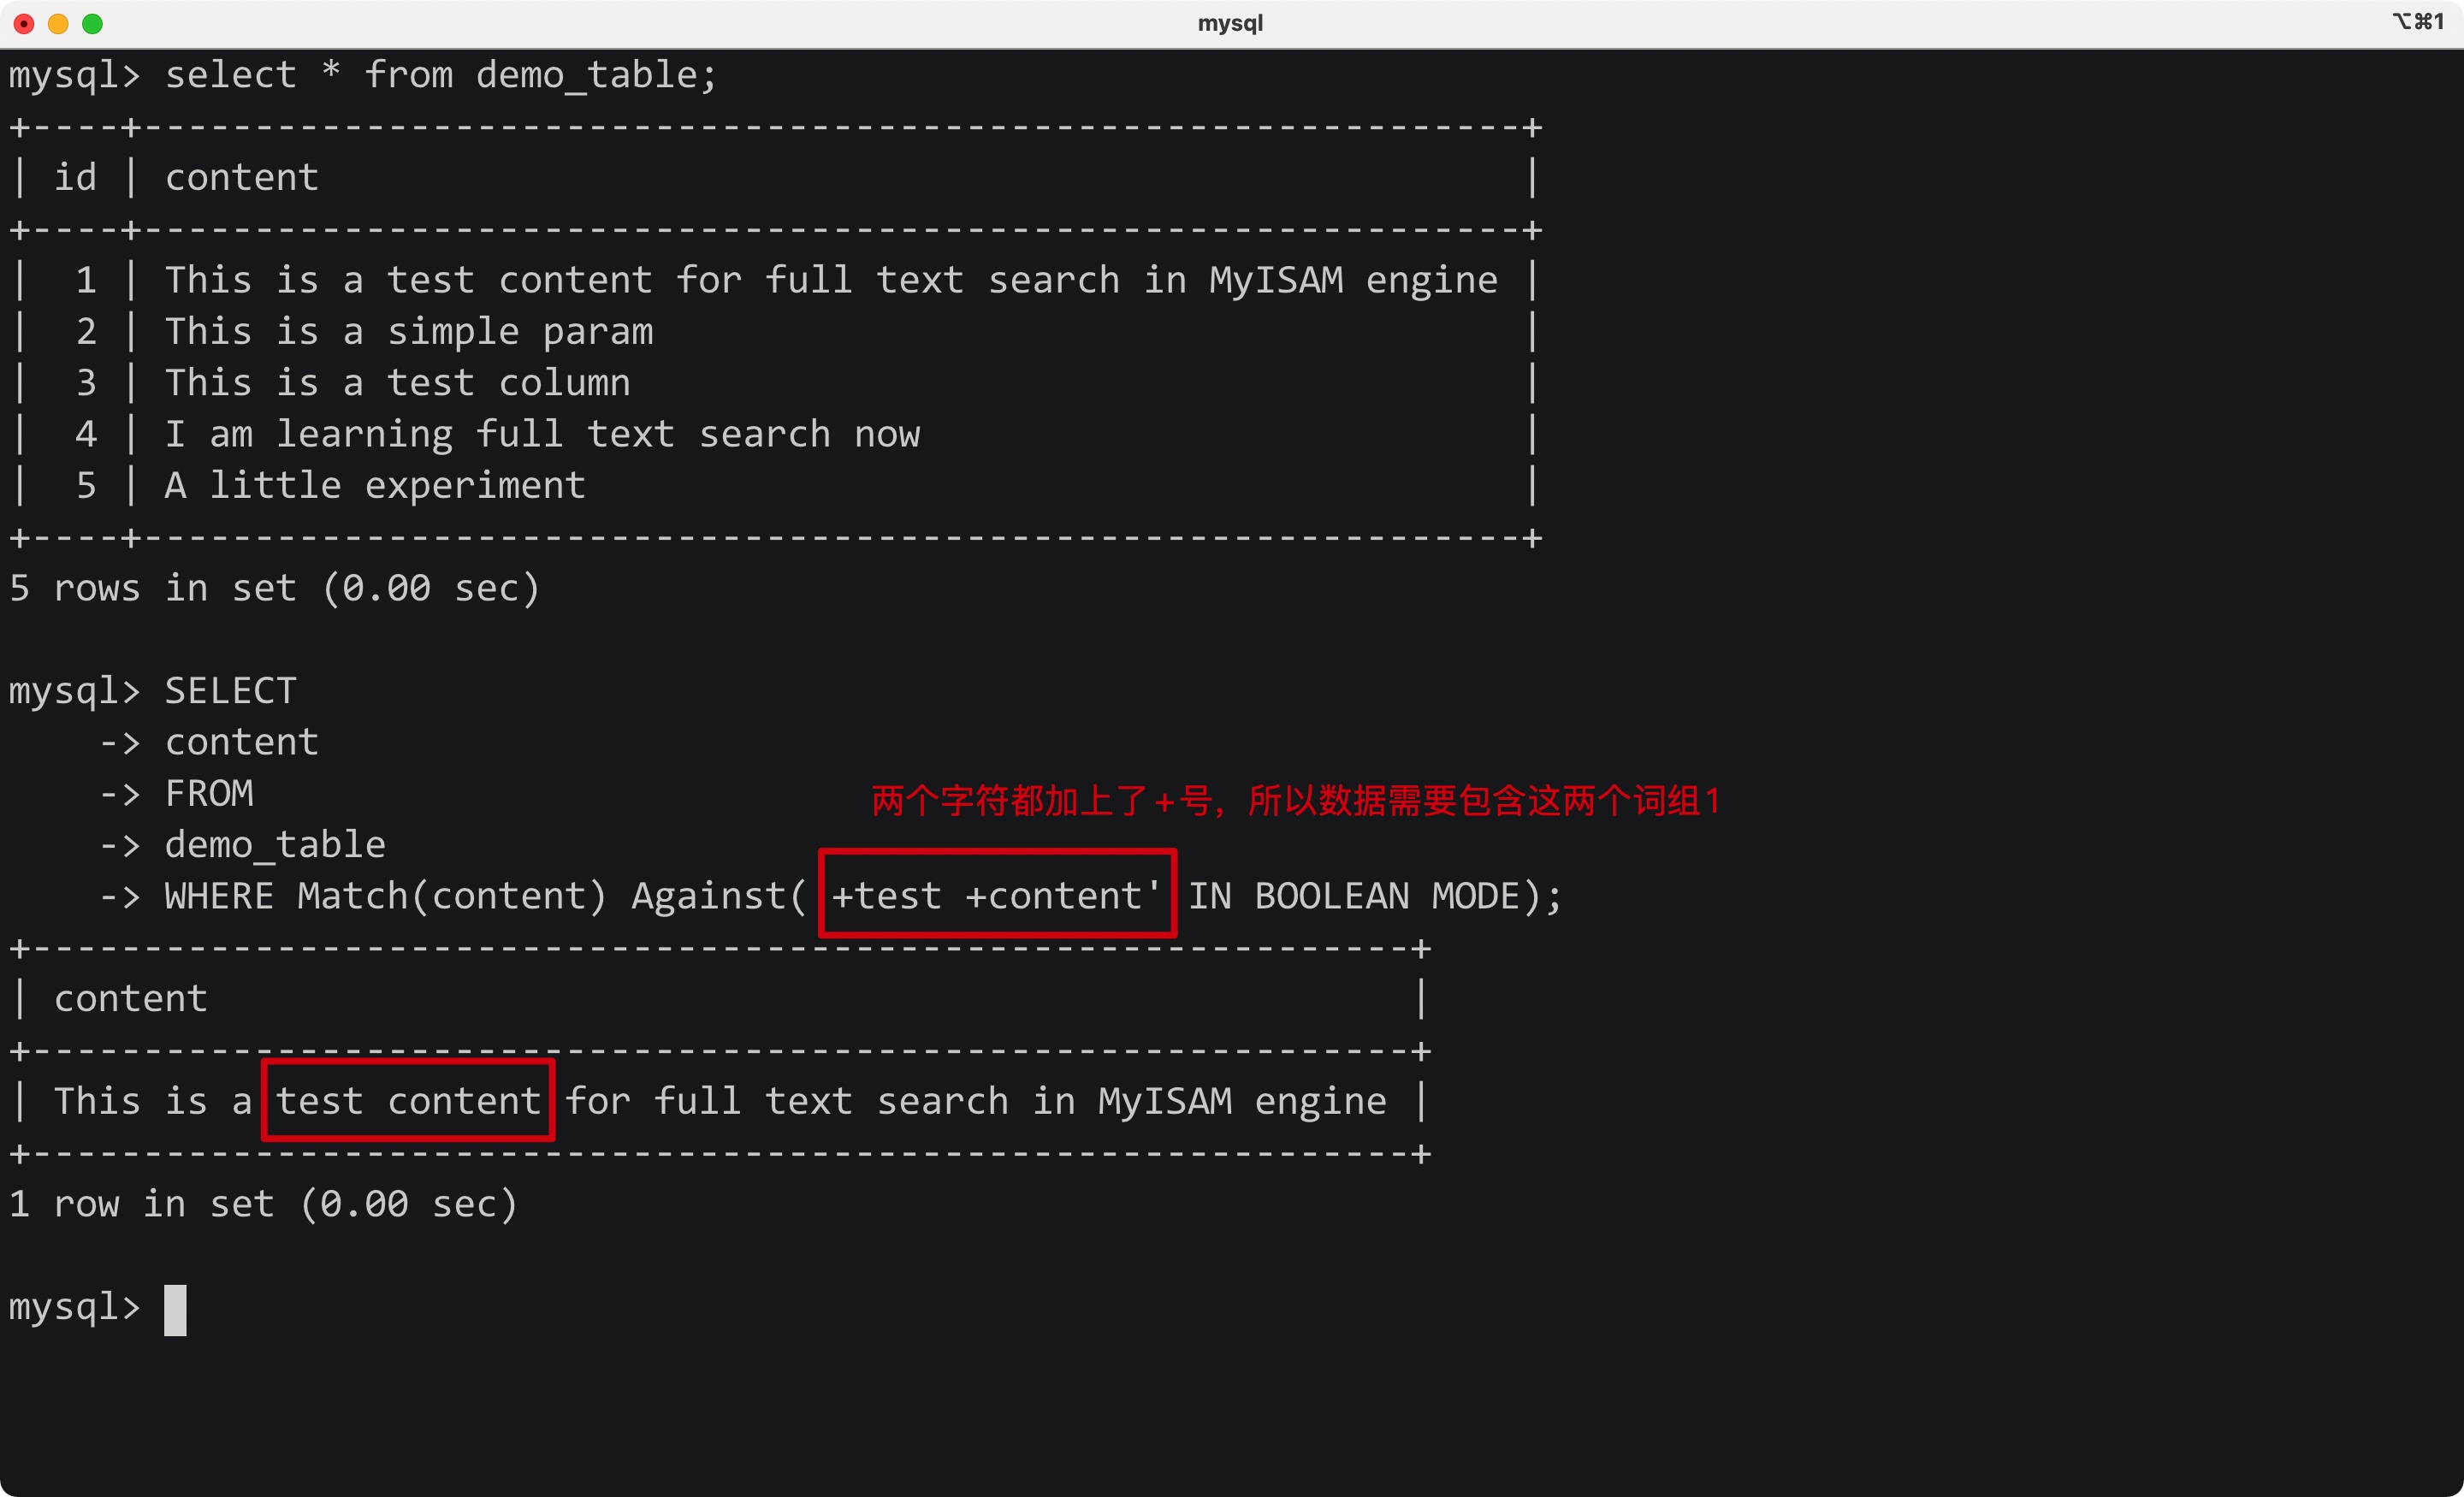 mysql
⌥⌘1
mysql> select * from demo_table;
+----+--------------------------------------------------------------+
| id | content                                                      |
+----+--------------------------------------------------------------+
|  1 | This is a test content for full text search in MyISAM engine |
|  2 | This is a simple param                                       |
|  3 | This is a test column                                        |
|  4 | I am learning full text search now                           |
|  5 | A little experiment                                          |
+----+--------------------------------------------------------------+
5 rows in set (0.00 sec)
mysql> SELECT
    -> content
    -> FROM
两个字符都加上了+号，所以数据需要包含这两个词组1
    -> demo_table
    -> WHERE Match(content) Against( +test +content' IN BOOLEAN MODE);
+--------------------------------------------------------------+
| content                                                      |
+--------------------------------------------------------------+
| This is a test content for full text search in MyISAM engine |
+--------------------------------------------------------------+
1 row in set (0.00 sec)
mysql>